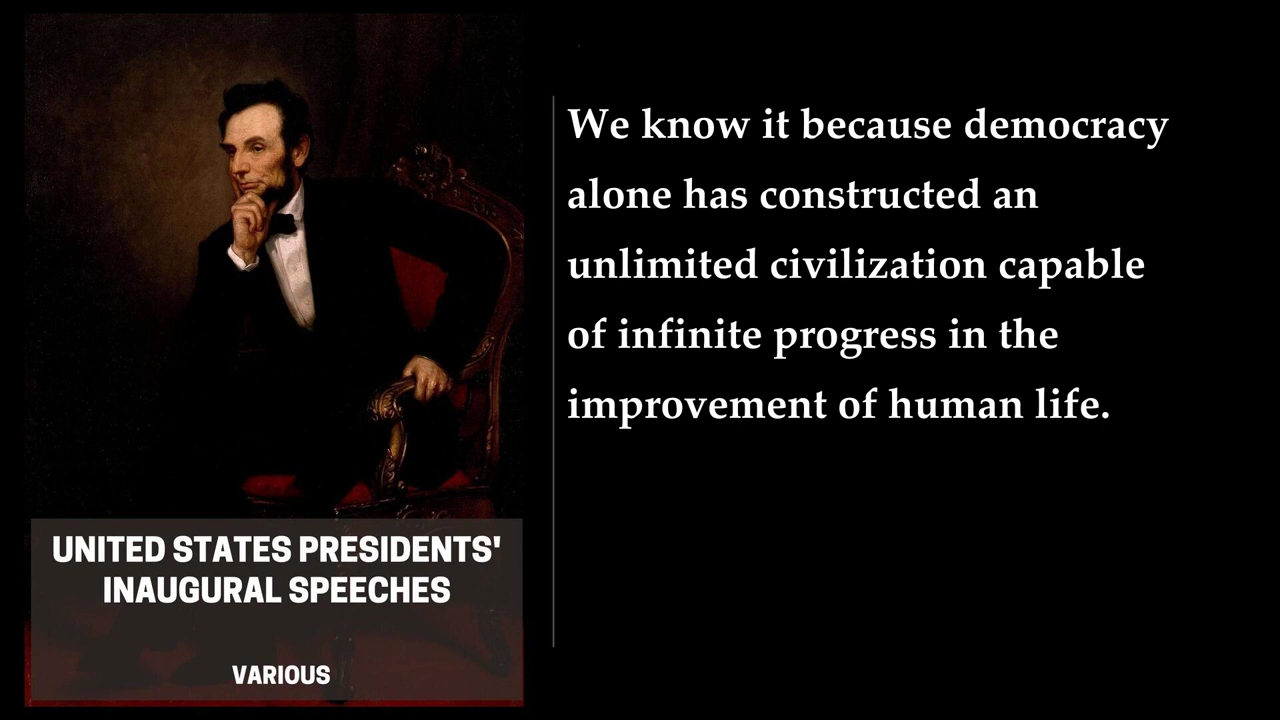 We know it because democracy
alone has constructed an
unlimited civilization capable
of infinite progress in the
improvement of human life.
UNITED STATES PRESIDENTS'
INAUGURAL SPEECHES
VARIOUS